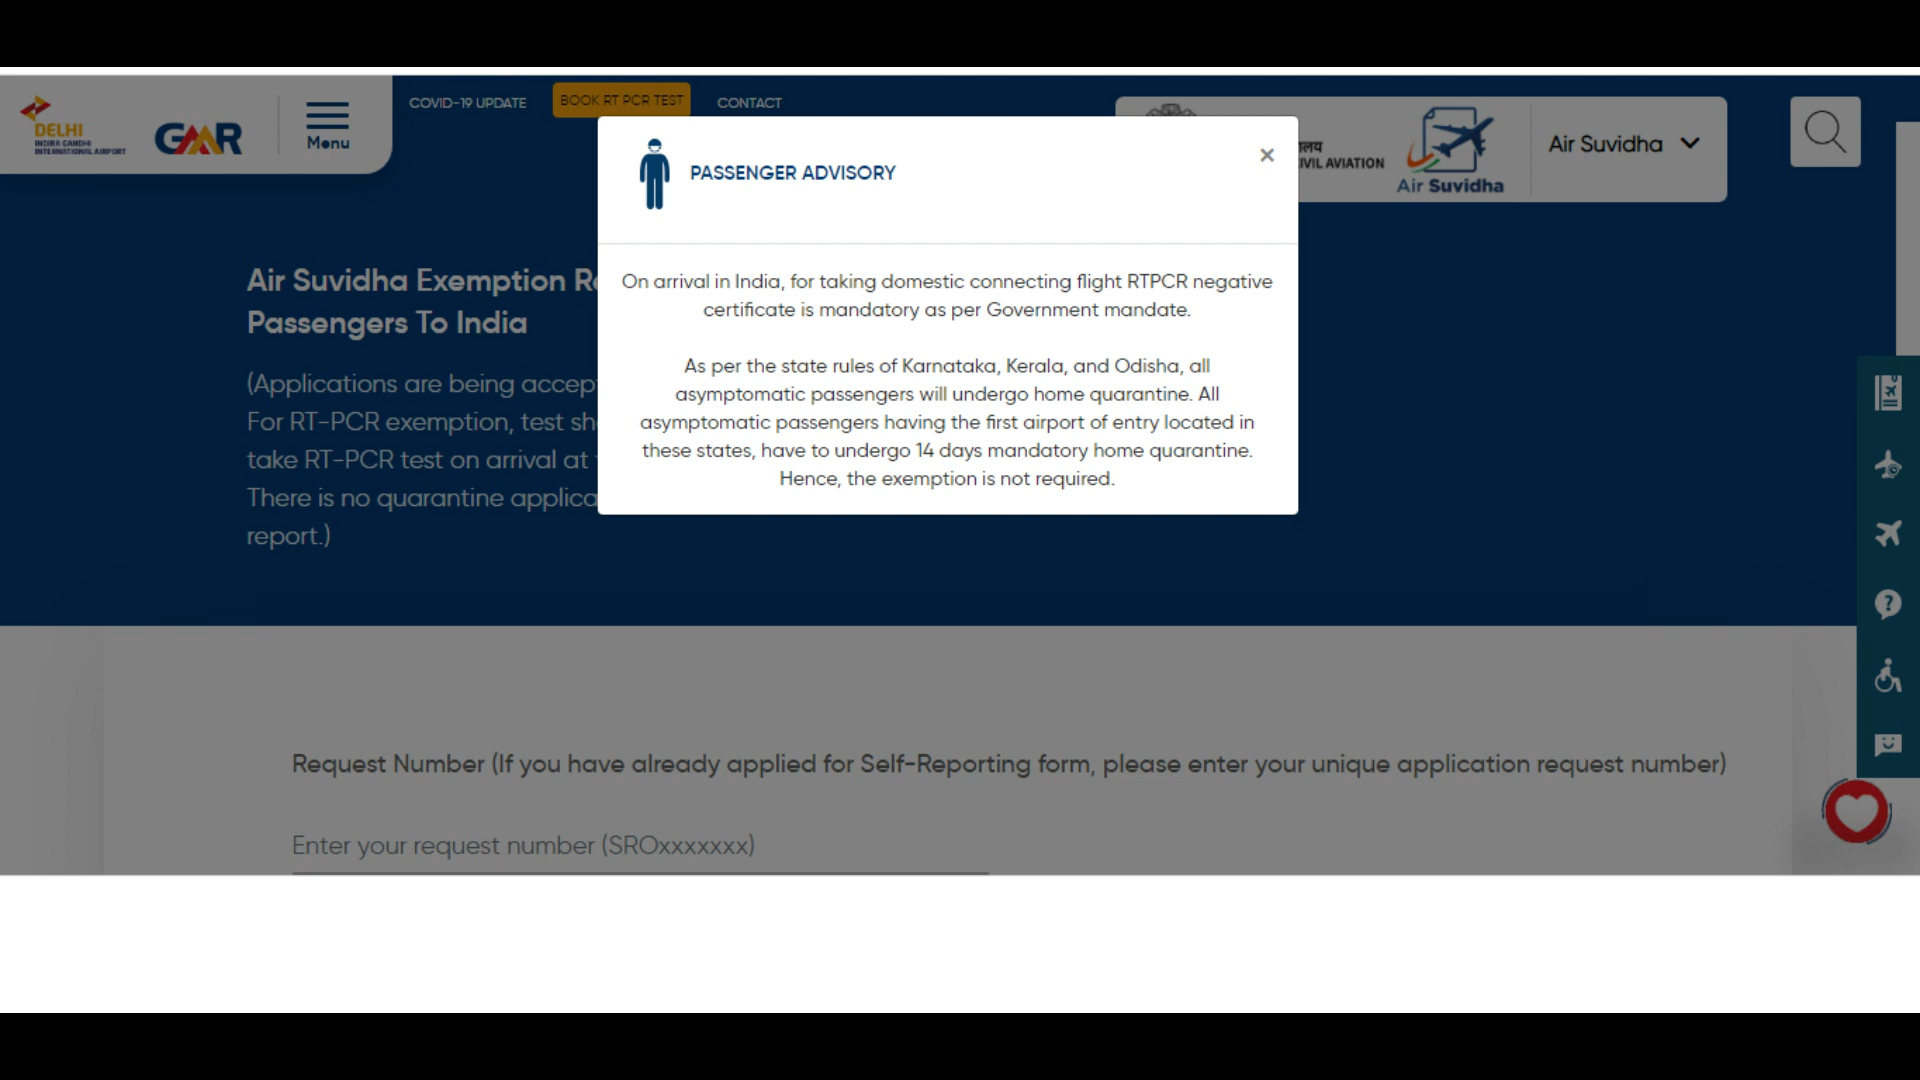 DELHI
INDIRA GANDHI
INTERNATIONAL AIRPORT
GMR
Menu
COVID-19 UPDATE
BOOK RT PCR TEST
CONTACT
IVIL AVIATION
Air Suvidha
Air Suvidha
PASSENGER ADVISORY
×
On arrival in India, for taking domestic connecting flight RTPCR negative
certificate is mandatory as per Government mandate.
As per the state rules of Karnataka, Kerala, and Odisha, all
asymptomatic passengers will undergo home quarantine. All
asymptomatic passengers having the first airport of entry located in
these states, have to undergo 14 days mandatory home quarantine.
Hence, the exemption is not required.
Air Suvidha Exemption
Passengers To India
(Applications are being
For RT-PCR exemption, test
take RT-PCR test on arrival at
There is no quarantine
report.)
Request Number (If you have already applied for Self-Reporting form, please enter your unique application request number)
Enter your request number (SROxxxxxxx)